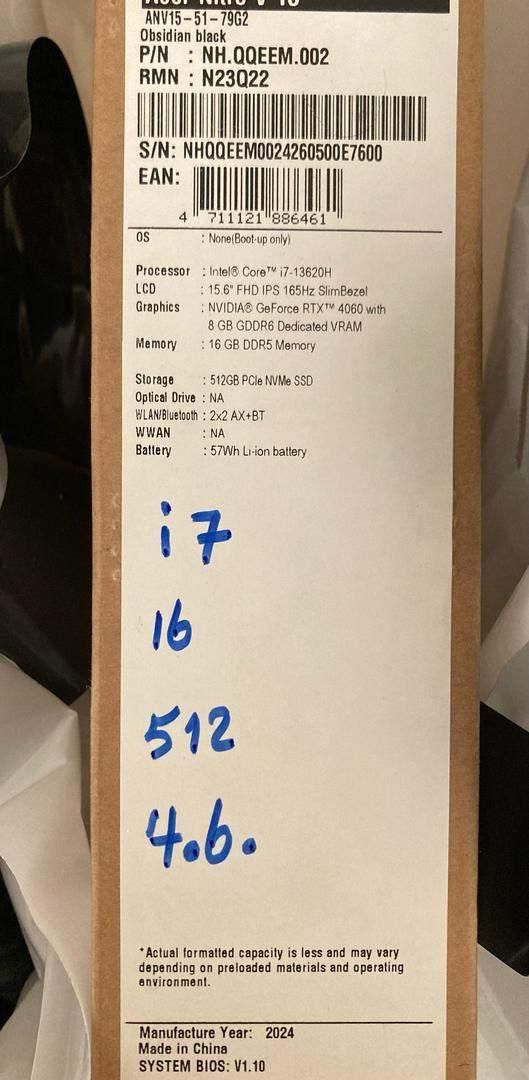 Acer Nitro V 15
ANV15-51-79G2
Obsidian black
P/N : NH.QQEEM.002
RMN : N23Q22
S/N: NHQQEEM0024260500E7600
EAN:
4 711121 886461
OS : None(Boot-up only)
Processor : Intel® Core™ i7-13620H
LCD : 15.6" FHD IPS 165Hz SlimBezel
Graphics : NVIDIA® GeForce RTX™ 4060 with
8 GB GDDR6 Dedicated VRAM
Memory : 16 GB DDR5 Memory
Storage : 512GB PCIe NVMe SSD
Optical Drive : NA
WLAN/Bluetooth : 2x2 AX+BT
WWAN : NA
Battery : 57Wh Li-ion battery
i7
16
512
4.6.
*Actual formatted capacity is less and may vary
depending on preloaded materials and operating
environment.
Manufacture Year: 2024
Made in China
SYSTEM BIOS: V1.10